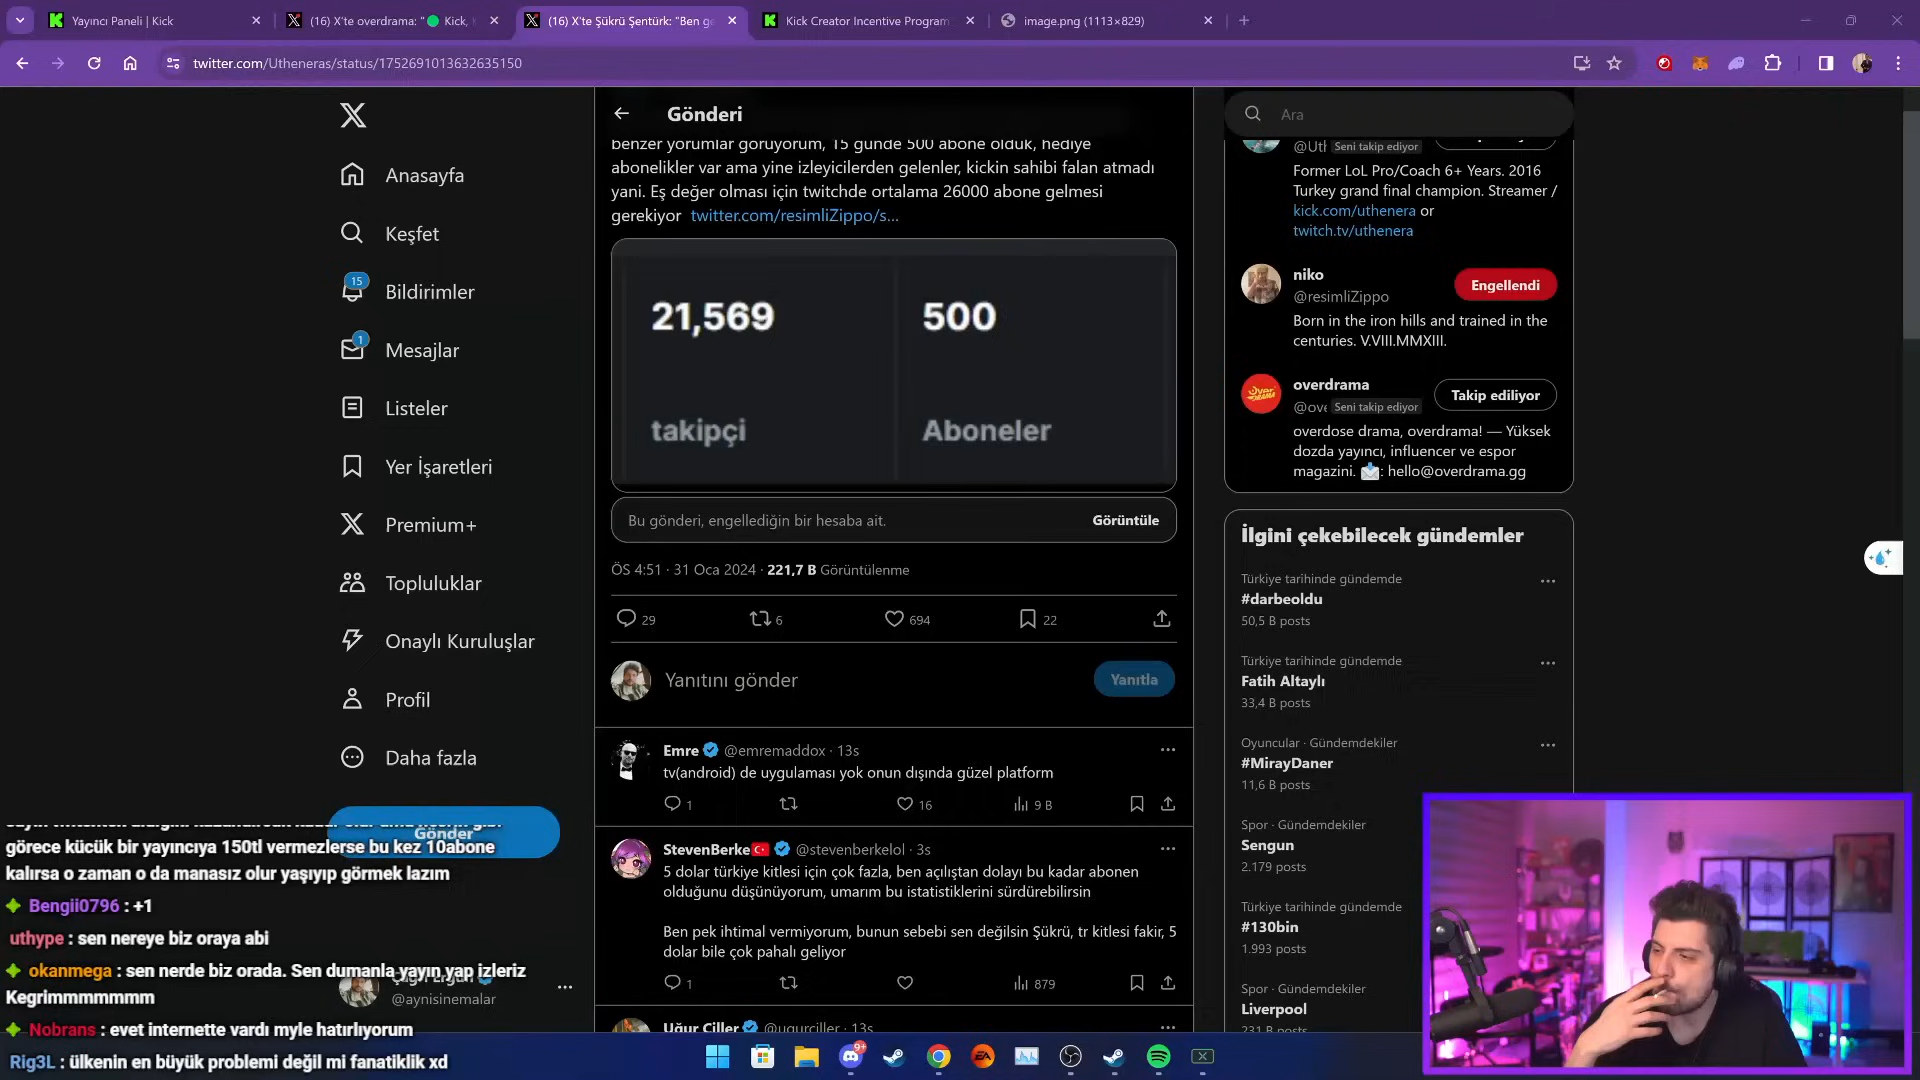 Yayıncı Paneli | Kick
(16) X'te overdrama: "🟢 Kick,
(16) X'te Şükrü Şentürk: "Ben ge
Kick Creator Incentive Program
image.png (1113×829)
twitter.com/Utheneras/status/1752691013632635150
Anasayfa
Keşfet
15
Bildirimler
1
Mesajlar
Listeler
Yer İşaretleri
Premium+
Topluluklar
Onaylı Kuruluşlar
Profil
Daha fazla
Gönder
@aynisinemalar
Gönderi
benzer yorumlar görüyorum, 15 günde 500 abone olduk, hediye
abonelikler var ama yine izleyicilerden gelenler, kickin sahibi falan atmadı
yani. Eş değer olması için twitchde ortalama 26000 abone gelmesi
gerekiyor twitter.com/resimliZippo/s...
21,569
500
takipçi
Aboneler
Bu gönderi, engellediğin bir hesaba ait.
Görüntüle
ÖS 4:51 · 31 Oca 2024 · 221,7 B Görüntülenme
29
6
694
22
Yanıtını gönder
Yanıtla
Emre @emremaddox · 13s
tv(android) de uygulaması yok onun dışında güzel platform
1
16
9 B
StevenBerke @stevenberkelol · 3s
5 dolar türkiye kitlesi için çok fazla, ben açılıştan dolayı bu kadar abonen
olduğunu düşünüyorum, umarım bu istatistiklerini sürdürebilirsin
Ben pek ihtimal vermiyorum, bunun sebebi sen değilsin Şükrü, tr kitlesi fakir, 5
dolar bile çok pahalı geliyor
1
879
Uğur Ciller @ugurciller · 13s
Ara
Seni takip ediyor
Former LoL Pro/Coach 6+ Years. 2016
Turkey grand final champion. Streamer /
kick.com/uthenera or
twitch.tv/uthenera
niko
@resimliZippo
Engellendi
Born in the iron hills and trained in the
centuries. V.VIII.MMXIII.
overdrama
@ove Seni takip ediyor
Takip ediliyor
overdose drama, overdrama! — Yüksek
dozda yayıncı, influencer ve espor
magazini. 📩: hello@overdrama.gg
İlgini çekebilecek gündemler
Türkiye tarihinde gündemde
#darbeoldu
50,5 B posts
Türkiye tarihinde gündemde
Fatih Altaylı
33,4 B posts
Oyuncular · Gündemdekiler
#MirayDaner
11,6 B posts
Spor · Gündemdekiler
Sengun
2.179 posts
Türkiye tarihinde gündemde
#130bin
1.993 posts
Spor · Gündemdekiler
Liverpool
231 B posts
görece kücük bir yayıncıya 150tl vermezlerse bu kez 10abone
kalırsa o zaman o da manasız olur yaşıyıp görmek lazım
Bengii0796 : +1
uthype : sen nereye biz oraya abi
okanmega : sen nerde biz orada. Sen dumanla yayın yap izleriz
Kegrimmmmmmm
Nobrans : evet internette vardı myle hatırlıyorum
Rig3L : ülkenin en büyük problemi değil mi fanatiklik xd
9+